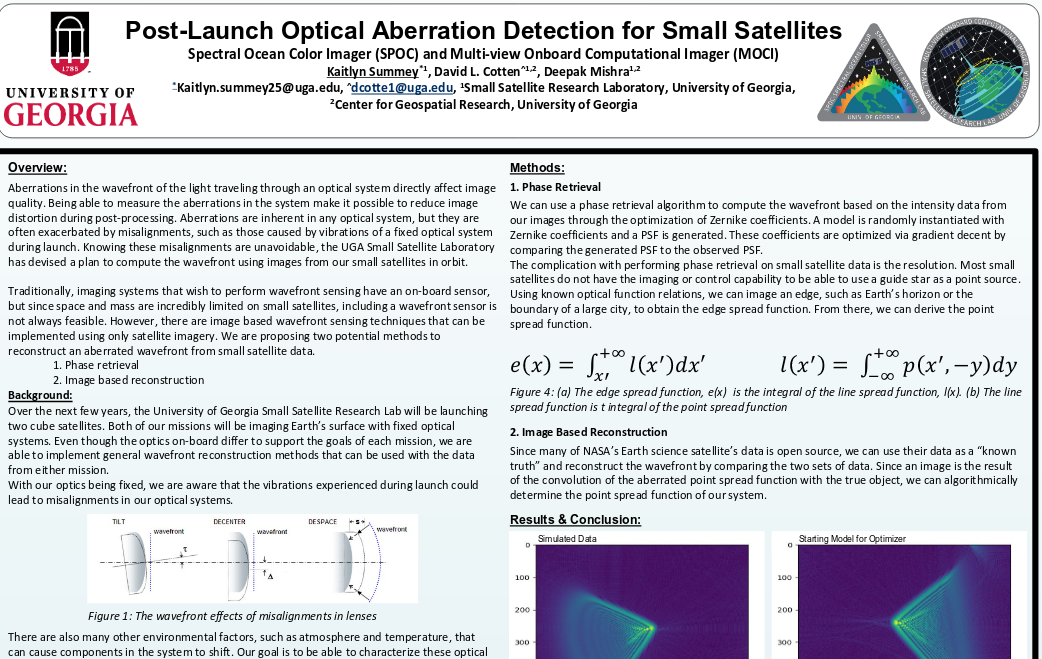 Post-Launch Optical Aberration Detection for Small Satellites
Spectral Ocean Color Imager (SPOC) and Multi-view Onboard Computational Imager (MOCI)
Kaitlyn Summey*¹, David L. Cotten^¹·², Deepak Mishra¹·²
*Kaitlyn.summey25@uga.edu, ^dcotte1@uga.edu, ¹Small Satellite Research Laboratory, University of Georgia,
²Center for Geospatial Research, University of Georgia
1785
UNIVERSITY OF
GEORGIA
UNIV. OF GEORGIA
Overview:
Aberrations in the wavefront of the light traveling through an optical system directly affect image
quality. Being able to measure the aberrations in the system make it possible to reduce image
distortion during post-processing. Aberrations are inherent in any optical system, but they are
often exacerbated by misalignments, such as those caused by vibrations of a fixed optical system
during launch. Knowing these misalignments are unavoidable, the UGA Small Satellite Laboratory
has devised a plan to compute the wavefront using images from our small satellites in orbit.
Traditionally, imaging systems that wish to perform wavefront sensing have an on-board sensor,
but since space and mass are incredibly limited on small satellites, including a wavefront sensor is
not always feasible. However, there are image based wavefront sensing techniques that can be
implemented using only satellite imagery. We are proposing two potential methods to
reconstruct an aberrated wavefront from small satellite data.
1. Phase retrieval
2. Image based reconstruction
Background:
Over the next few years, the University of Georgia Small Satellite Research Lab will be launching
two cube satellites. Both of our missions will be imaging Earth's surface with fixed optical
systems. Even though the optics on-board differ to support the goals of each mission, we are
able to implement general wavefront reconstruction methods that can be used with the data
from either mission.
With our optics being fixed, we are aware that the vibrations experienced during launch could
lead to misalignments in our optical systems.
TILT
wavefront
τ
DECENTER
wavefront
Δ
DESPACE
s
wavefront
Figure 1: The wavefront effects of misalignments in lenses
There are also many other environmental factors, such as atmosphere and temperature, that
can cause components in the system to shift. Our goal is to be able to characterize these optical
Methods:
1. Phase Retrieval
We can use a phase retrieval algorithm to compute the wavefront based on the intensity data from
our images through the optimization of Zernike coefficients. A model is randomly instantiated with
Zernike coefficients and a PSF is generated. These coefficients are optimized via gradient decent by
comparing the generated PSF to the observed PSF.
The complication with performing phase retrieval on small satellite data is the resolution. Most small
satellites do not have the imaging or control capability to be able to use a guide star as a point source.
Using known optical function relations, we can image an edge, such as Earth's horizon or the
boundary of a large city, to obtain the edge spread function. From there, we can derive the point
spread function.
e(x) = ∫_{x′}^{+∞} l(x′)dx′ l(x′) = ∫_{−∞}^{+∞} p(x′, −y)dy
Figure 4: (a) The edge spread function, e(x) is the integral of the line spread function, l(x). (b) The line
spread function is t integral of the point spread function
2. Image Based Reconstruction
Since many of NASA's Earth science satellite's data is open source, we can use their data as a "known
truth" and reconstruct the wavefront by comparing the two sets of data. Since an image is the result
of the convolution of the aberrated point spread function with the true object, we can algorithmically
determine the point spread function of our system.
Results & Conclusion:
Simulated Data
0
100
200
300
Starting Model for Optimizer
0
100
200
300